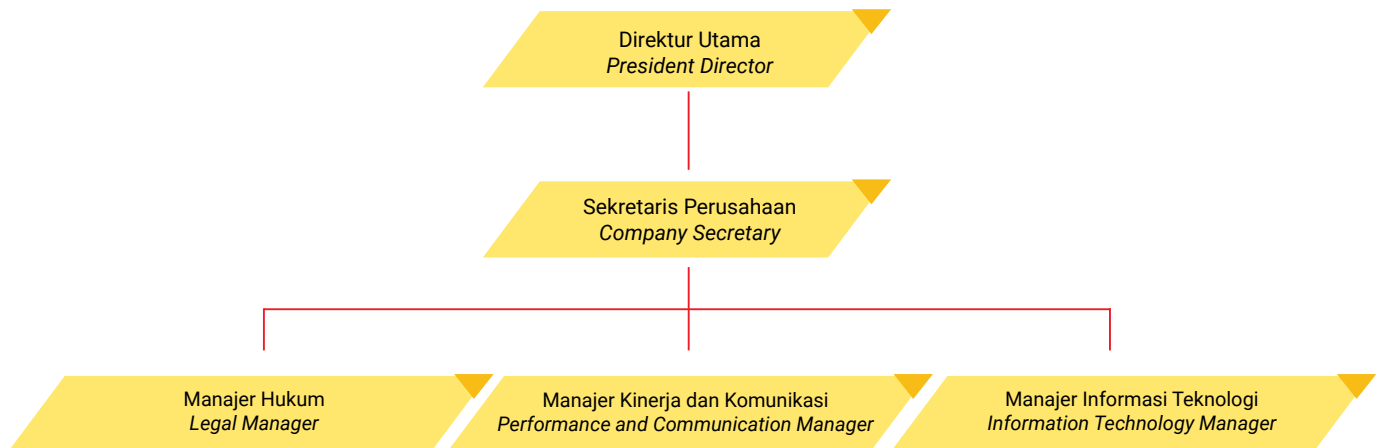 Direktur Utama
President Director
Sekretaris Perusahaan
Company Secretary
Manajer Hukum
Legal Manager
Manajer Kinerja dan Komunikasi
Performance and Communication Manager
Manajer Informasi Teknologi
Information Technology Manager